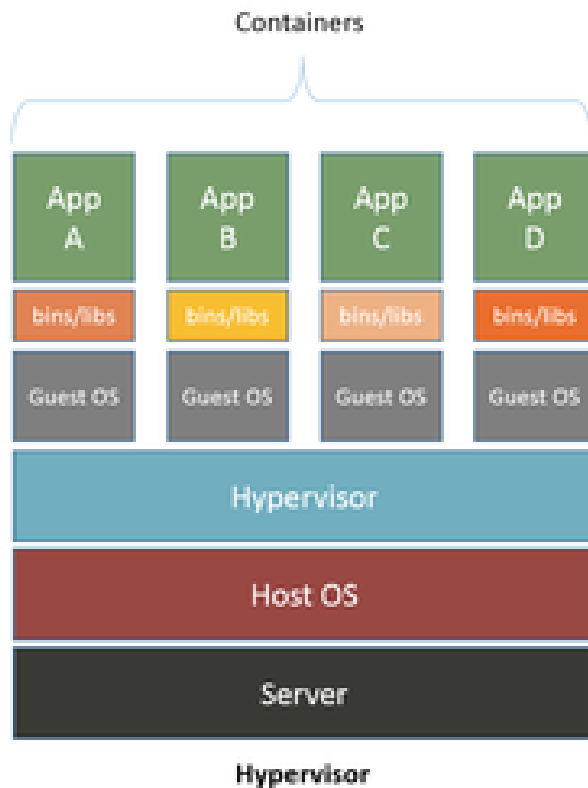 Containers
App App App App
A B C D
bins/libs bins/libs bins/libs bins/libs
Guest OS Guest OS Guest OS Guest OS
Hypervisor
Host OS
Server
Hypervisor